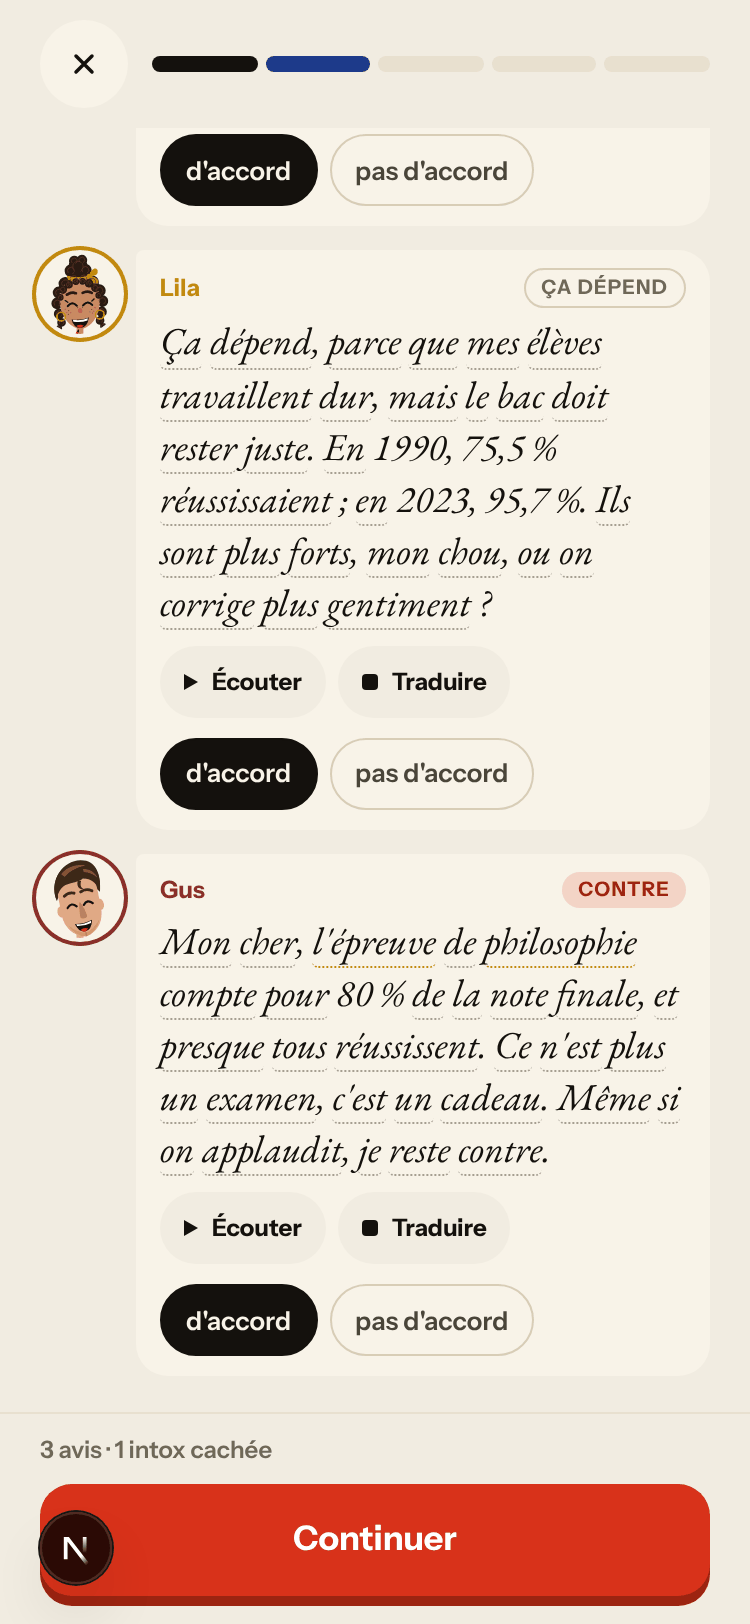 d'accord pas d'accord
Lila ÇA DÉPEND
Ça dépend, parce que mes élèves
travaillent dur, mais le bac doit
rester juste. En 1990, 75,5 %
réussissaient ; en 2023, 95,7 %. Ils
sont plus forts, mon chou, ou on
corrige plus gentiment ?
Écouter Traduire
d'accord pas d'accord
Gus CONTRE
Mon cher, l'épreuve de philosophie
compte pour 80 % de la note finale, et
presque tous réussissent. Ce n'est plus
un examen, c'est un cadeau. Même si
on applaudit, je reste contre.
Écouter Traduire
d'accord pas d'accord
3 avis · 1 intox cachée
Continuer
N